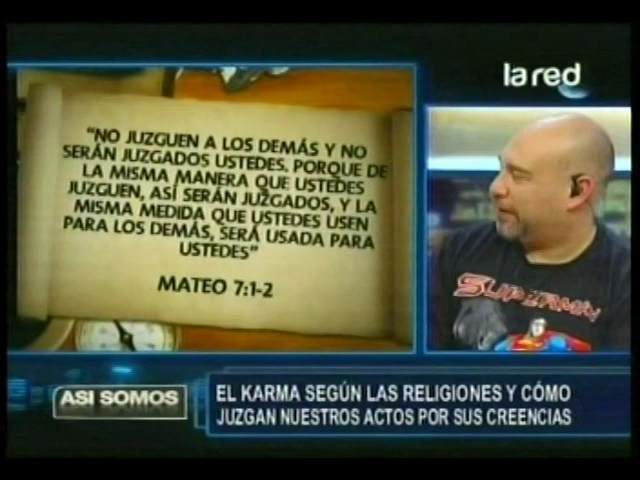 la red
"NO JUZGUEN A LOS DEMÁS Y NO
SERÁN JUZGADOS USTEDES. PORQUE DE
LA MISMA MANERA QUE USTEDES
JUZGUEN, ASÍ SERÁN JUZGADOS, Y LA
MISMA MEDIDA QUE USTEDES USEN
PARA LOS DEMÁS, SERÁ USADA PARA
USTEDES"
MATEO 7:1-2
SUPERMAN
ASI SOMOS
EL KARMA SEGÚN LAS RELIGIONES Y CÓMO
JUZGAN NUESTROS ACTOS POR SUS CREENCIAS